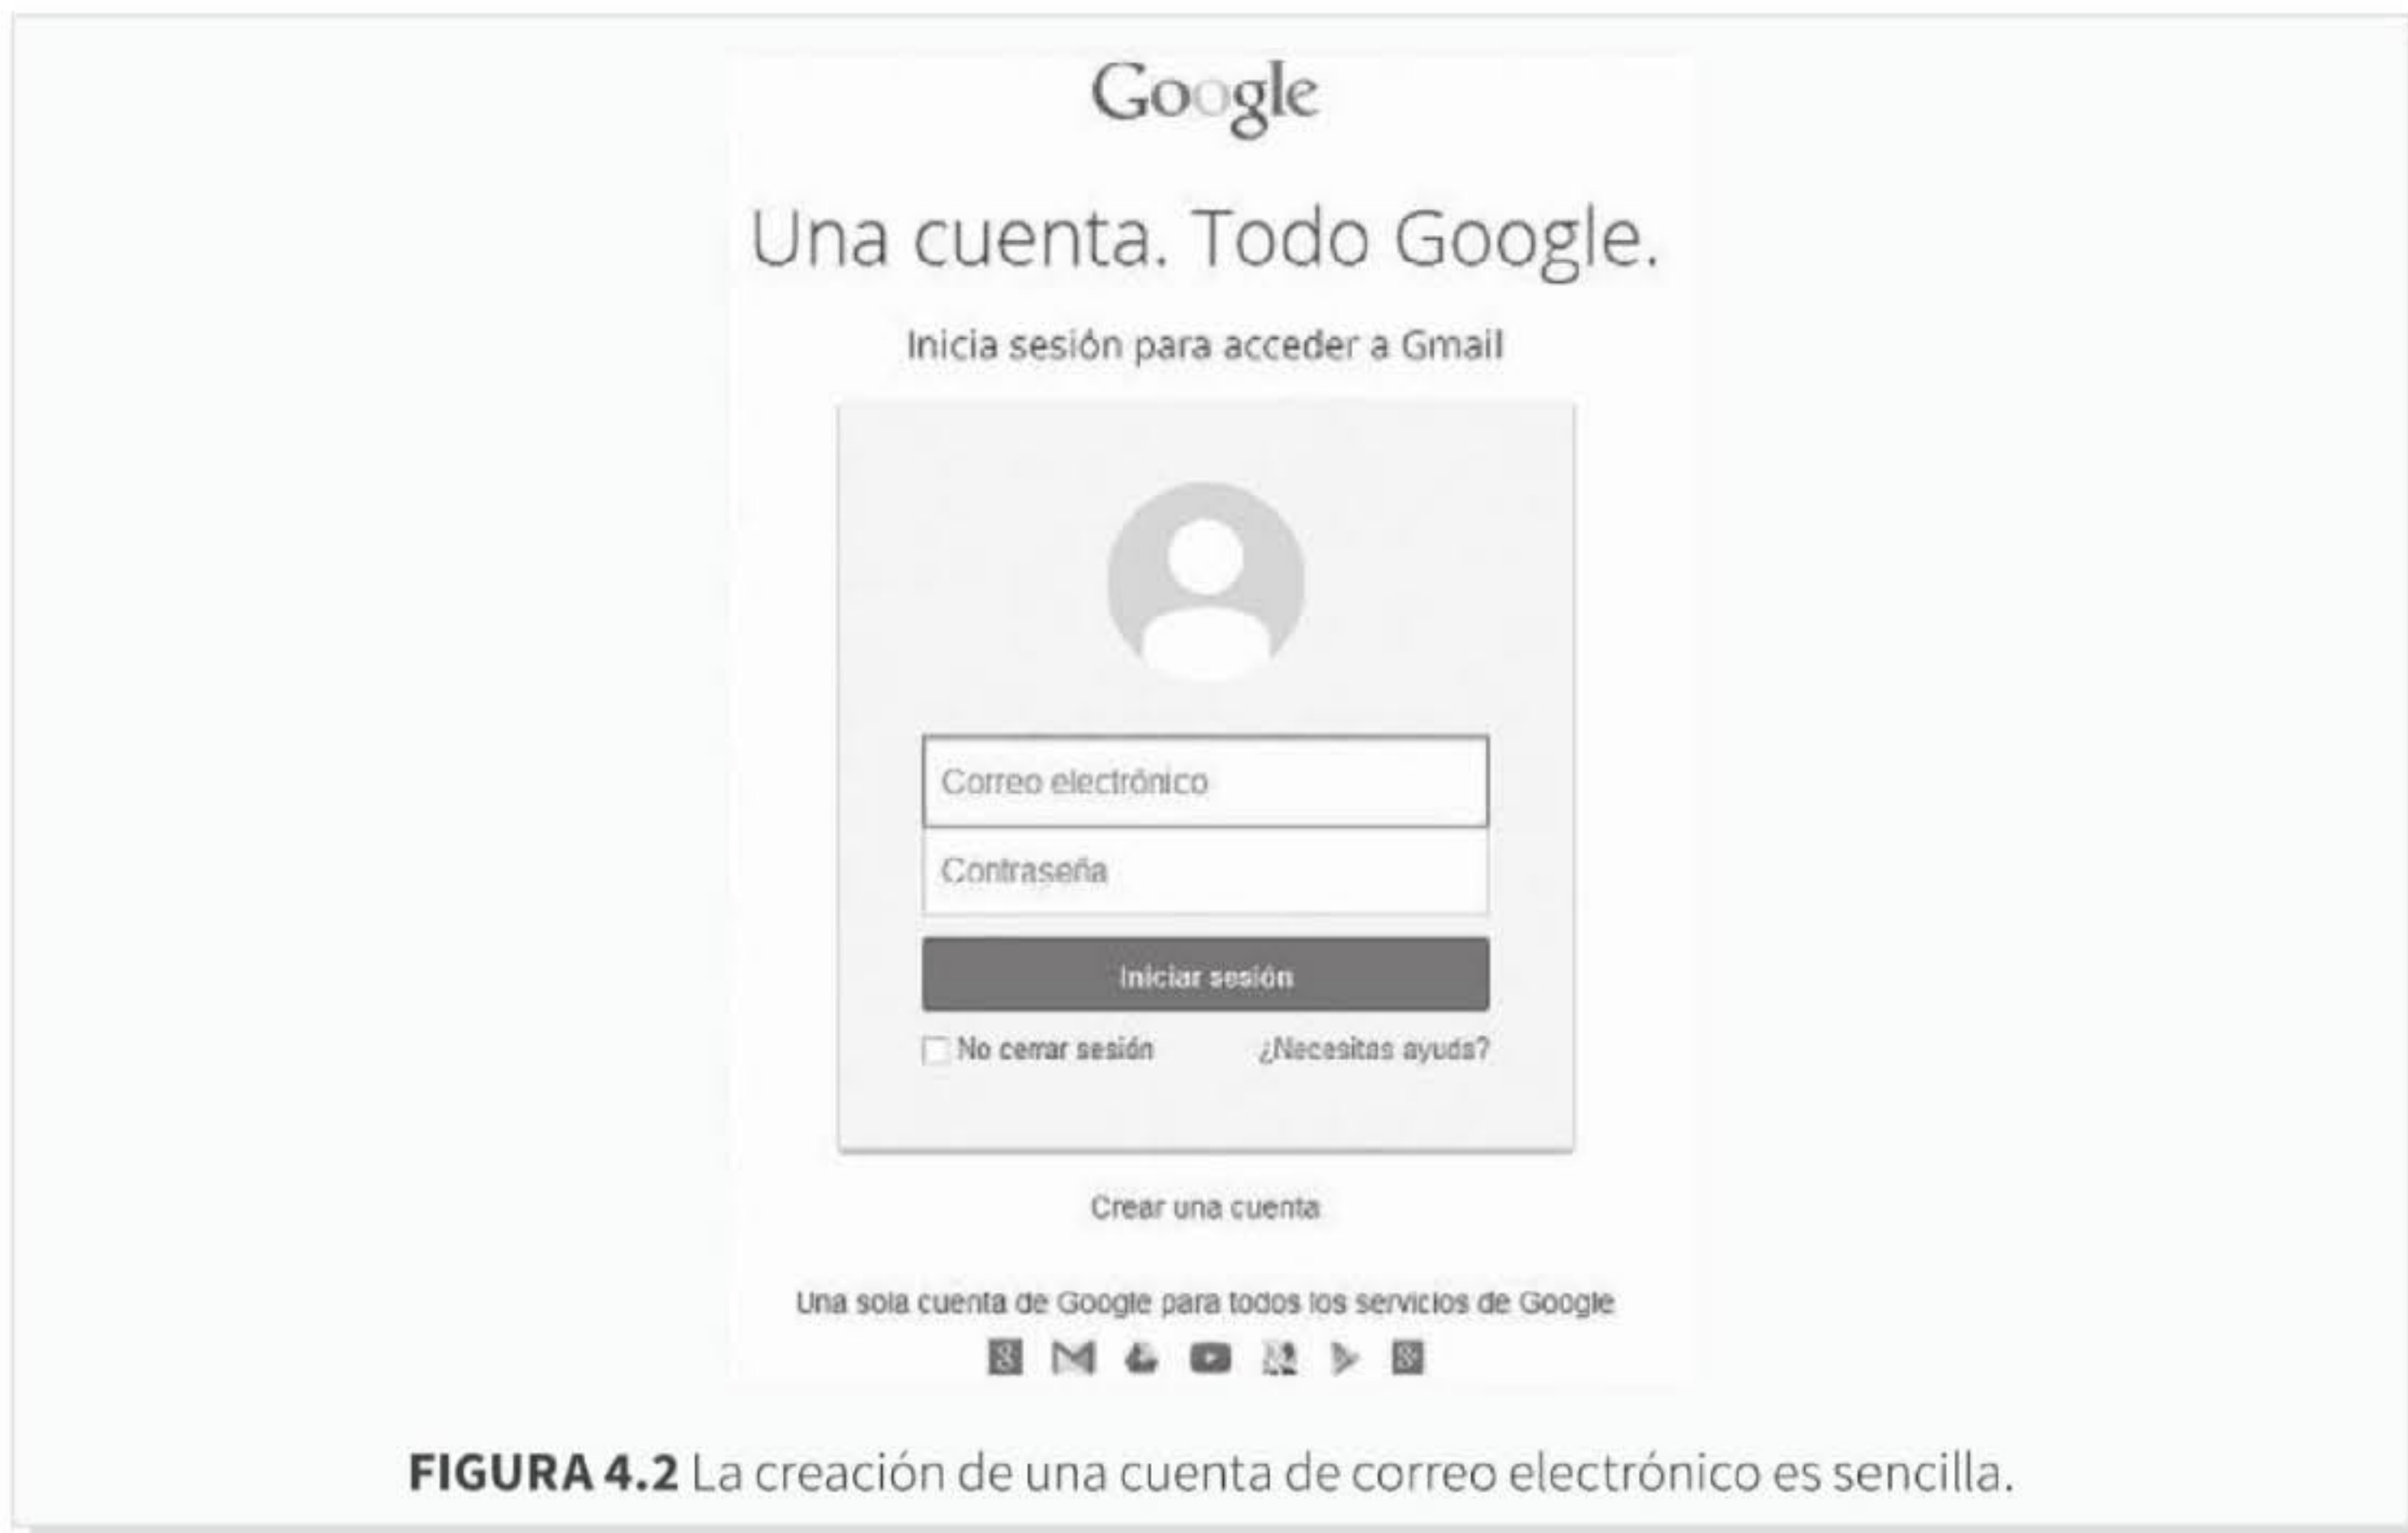 Google
Una cuenta. Todo Google.
Inicia sesión para acceder a Gmail
Correo electrónico
Contraseña
Iniciar sesión
No cerrar sesión ¿Necesitas ayuda?
Crear una cuenta
Una sola cuenta de Google para todos los servicios de Google
FIGURA 4.2 La creación de una cuenta de correo electrónico es sencilla.